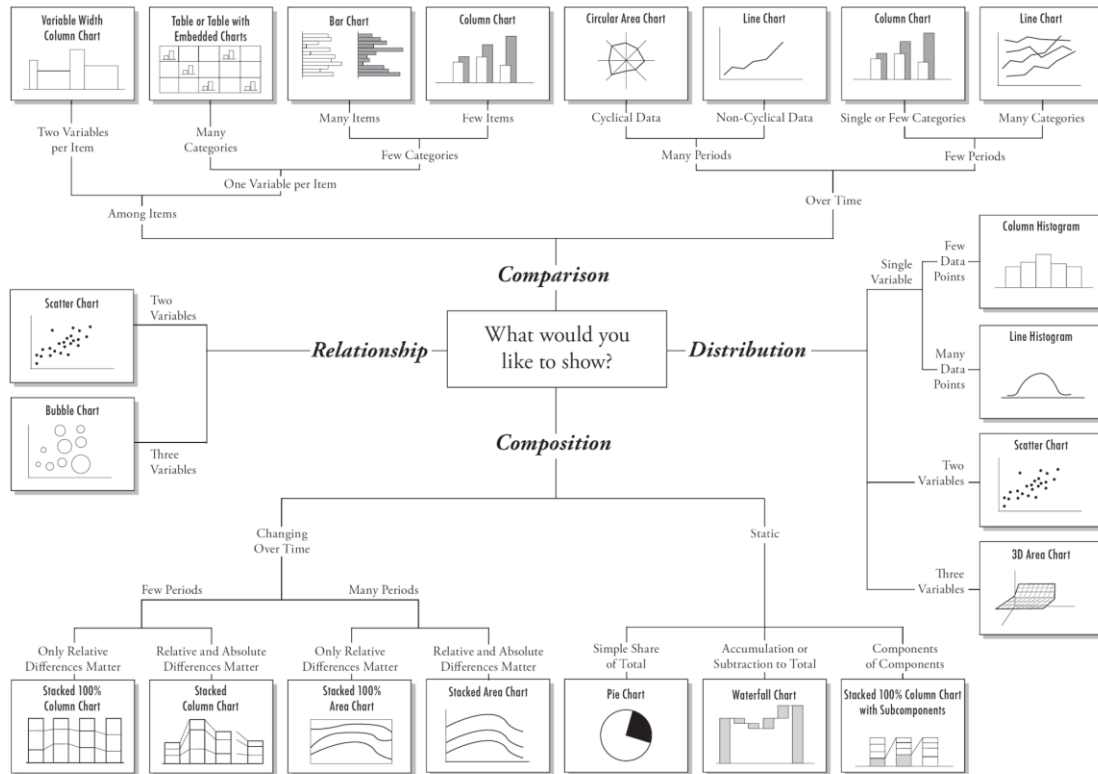 Variable Width
Column Chart
Table or Table with
Embedded Charts
Bar Chart
Column Chart
Circular Area Chart
Line Chart
Column Chart
Line Chart
Two Variables
per Item
Many
Categories
Many Items
Few Items
Cyclical Data
Non-Cyclical Data
Single or Few Categories
Many Categories
Few Categories
Many Periods
Few Periods
One Variable per Item
Among Items
Over Time
Comparison
What would you
like to show?
Relationship
Two
Variables
Scatter Chart
Bubble Chart
Three
Variables
Distribution
Single
Variable
Few
Data
Points
Column Histogram
Many
Data
Points
Line Histogram
Two
Variables
Scatter Chart
Three
Variables
3D Area Chart
Composition
Changing
Over Time
Static
Few Periods
Many Periods
Only Relative
Differences Matter
Relative and Absolute
Differences Matter
Only Relative
Differences Matter
Relative and Absolute
Differences Matter
Simple Share
of Total
Accumulation or
Subtraction to Total
Components
of Components
Stacked 100%
Column Chart
Stacked
Column Chart
Stacked 100%
Area Chart
Stacked Area Chart
Pie Chart
Waterfall Chart
Stacked 100% Column Chart
with Subcomponents